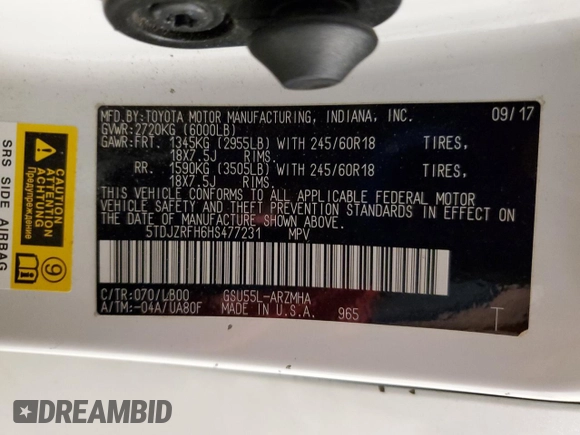 MFD.BY:TOYOTA MOTOR MANUFACTURING, INDIANA, INC. 09/17
GVWR:2720KG (6000LB)
GAWR:FRT. 1345KG (2955LB) WITH 245/60R18 TIRES,
18X7.5J RIMS.
RR. 1590KG (3505LB) WITH 245/60R18 TIRES,
18X7.5J RIMS.
THIS VEHICLE CONFORMS TO ALL APPLICABLE FEDERAL MOTOR
VEHICLE SAFETY AND THEFT PREVENTION STANDARDS IN EFFECT ON
THE DATE OF MANUFACTURE SHOWN ABOVE.
5TDJZRFH6HS477231 MPV
C/TR:070/LB00 GSU55L-ARZMHA
A/TM:-04A/UA80F MADE IN U.S.A. 965
T
CAUTION
ATTENTION
ACHTUNG
Предупреждение
9
SRS SIDE AIRBAG
DREAMBID